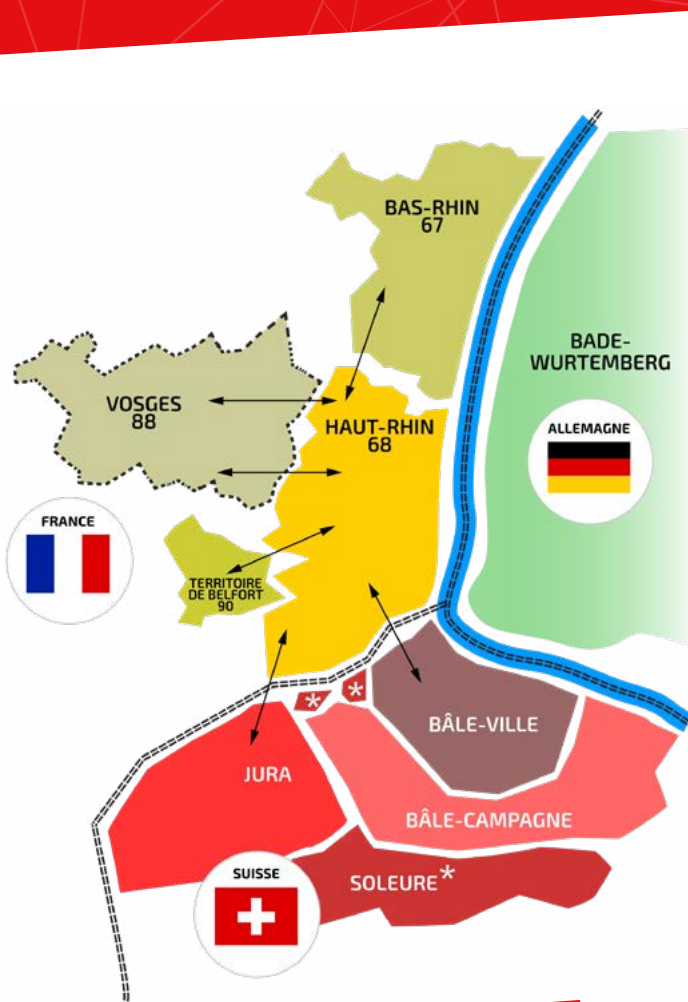 BAS-RHIN
67
BADE-
WURTEMBERG
VOSGES
88
HAUT-RHIN
68
ALLEMAGNE
FRANCE
TERRITOIRE
DE BELFORT
90
*
*
BÂLE-VILLE
JURA
BÂLE-CAMPAGNE
SUISSE
SOLEURE*